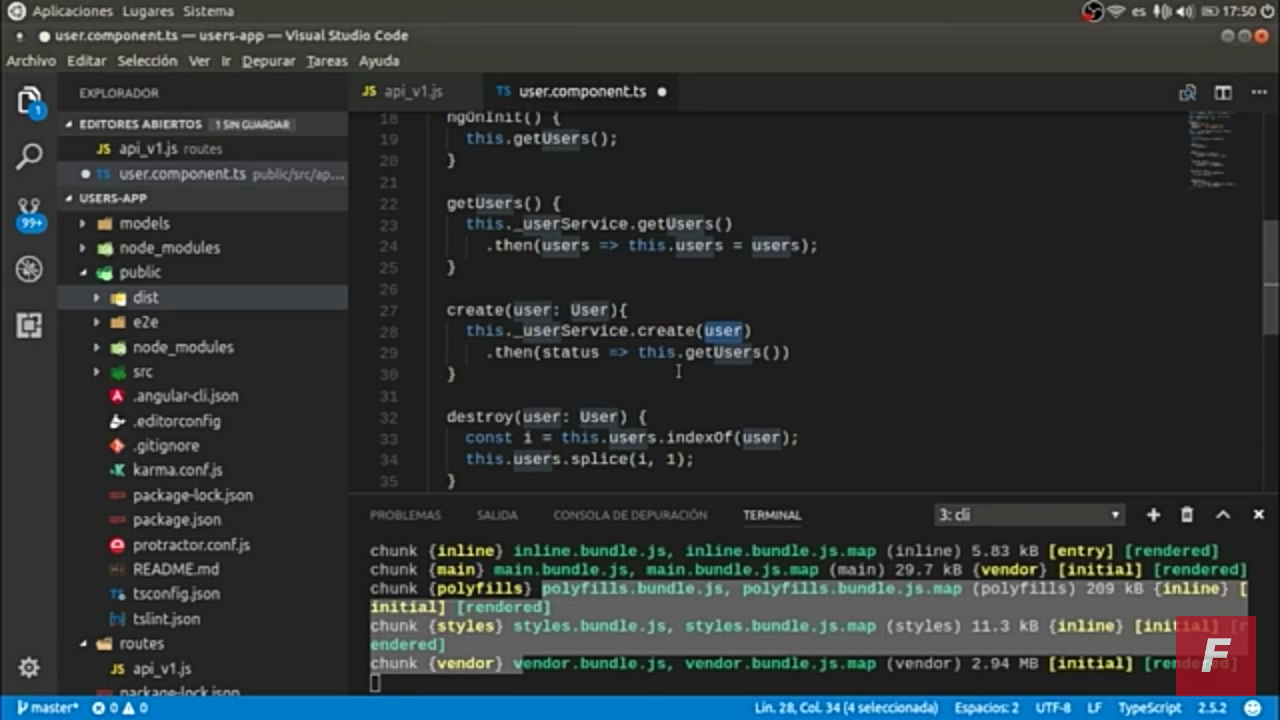 Aplicaciones Lugares Sistema
es 17:50
user.component.ts — users-app — Visual Studio Code
Archivo Editar Selección Ver Ir Depurar Tareas Ayuda
EXPLORADOR
EDITORES ABIERTOS 1 SIN GUARDAR
JS api_v1.js routes
TS user.component.ts public/src/ap...
USERS-APP
models
node_modules
public
dist
e2e
node_modules
src
.angular-cli.json
.editorconfig
.gitignore
karma.conf.js
package-lock.json
package.json
protractor.conf.js
README.md
tsconfig.json
tslint.json
routes
JS api_v1.js
package-lock.json
1
99+
JS api_v1.js
TS user.component.ts
18 ngOnInit() {
19 this.getUsers();
20 }
21
22 getUsers() {
23 this._userService.getUsers()
24 .then(users => this.users = users);
25 }
26
27 create(user: User){
28 this._userService.create(user)
29 .then(status => this.getUsers())
30 }
31
32 destroy(user: User) {
33 const i = this.users.indexOf(user);
34 this.users.splice(i, 1);
35 }
PROBLEMAS SALIDA CONSOLA DE DEPURACIÓN TERMINAL 3: cli
chunk {inline} inline.bundle.js, inline.bundle.js.map (inline) 5.83 kB [entry] [rendered]
chunk {main} main.bundle.js, main.bundle.js.map (main) 29.7 kB {vendor} [initial] [rendered]
chunk {polyfills} polyfills.bundle.js, polyfills.bundle.js.map (polyfills) 209 kB {inline} [
initial] [rendered]
chunk {styles} styles.bundle.js, styles.bundle.js.map (styles) 11.3 kB {inline} [initial] [r
endered]
chunk {vendor} vendor.bundle.js, vendor.bundle.js.map (vendor) 2.94 MB [initial] [rendered]
F
master* 0 0 Lín. 28, Col. 34 (4 seleccionada) Espacios: 2 UTF-8 LF TypeScript 2.5.2